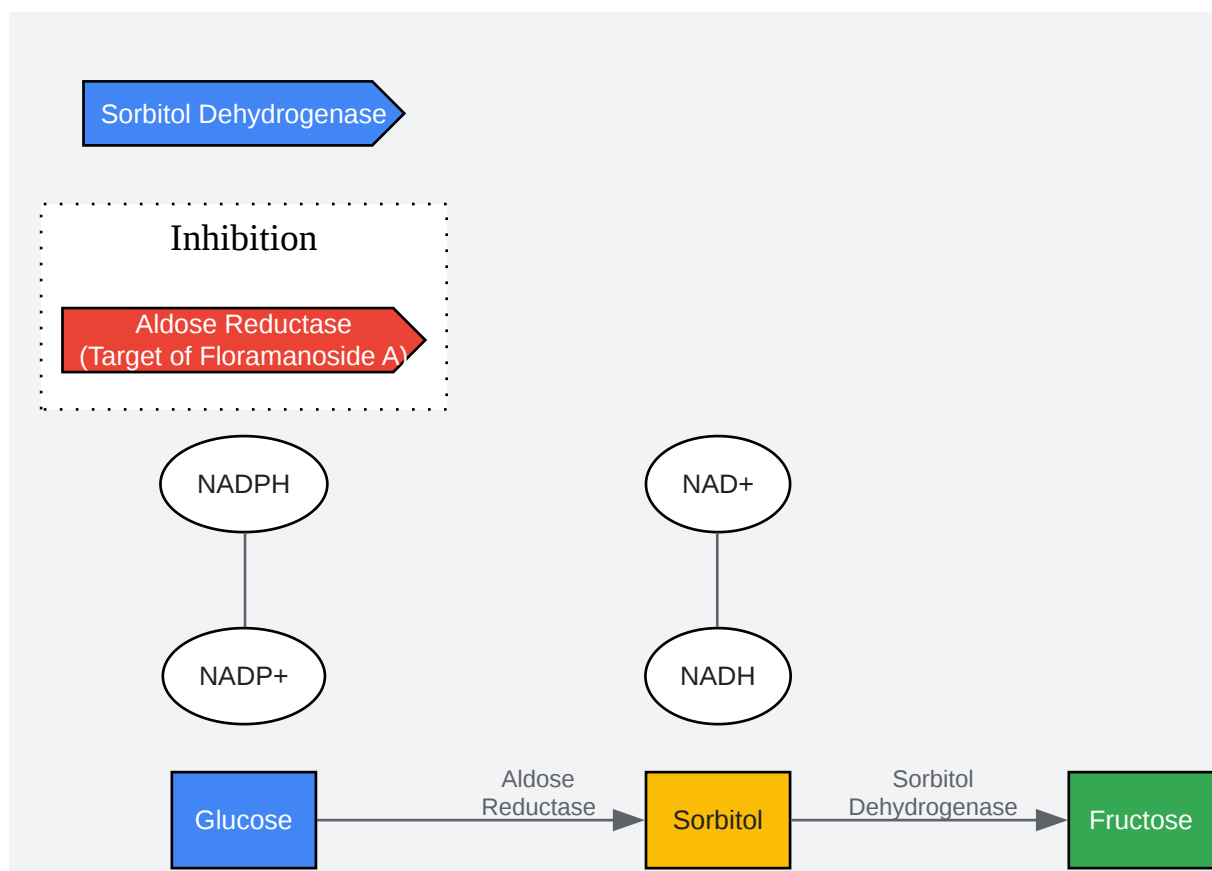 Sorbitol Dehydrogenase
Inhibition
Aldose Reductase
(Target of Floramanoside A)
NADPH
NAD+
NADP+
NADH
Glucose
Aldose
Reductase
Sorbitol
Sorbitol
Dehydrogenase
Fructose